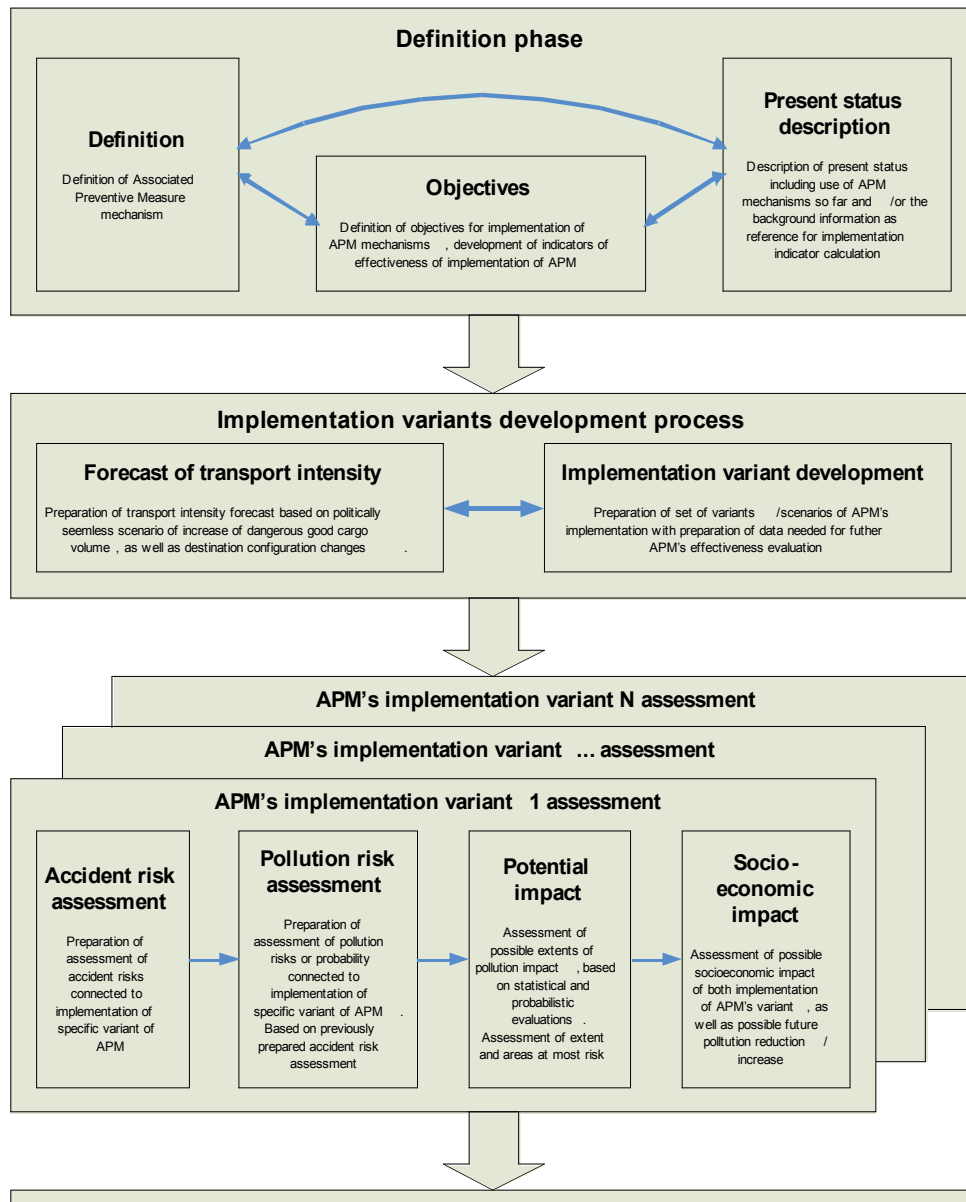 Definition phase
Definition
Definition of Associated
Preventive Measure
mechanism
Objectives
Definition of objectives for implementation of
APM mechanisms , development of indicators of
effectiveness of implementation of APM
Present status
description
Description of present status
including use of APM
mechanisms so far and /or the
background information as
reference for implementation
indicator calculation
Implementation variants development process
Forecast of transport intensity
Preparation of transport intensity forecast based on politically
seemless scenario of increase of dangerous good cargo
volume , as well as destination configuration changes .
Implementation variant development
Preparation of set of variants /scenarios of APM's
implementation with preparation of data needed for futher
APM's effectiveness evaluation
APM's implementation variant N assessment
APM's implementation variant ... assessment
APM's implementation variant 1 assessment
Accident risk
assessment
Preparation of
assessment of
accident risks
connected to
implementation of
specific variant of
APM
Pollution risk
assessment
Preparation of
assessment of pollution
risks or probability
connected to
implementation of
specific variant of APM .
Based on previously
prepared accident risk
assessment
Potential
impact
Assessment of
possible extents of
pollution impact , based
on statistical and
probabilistic
evaluations .
Assessment of extent
and areas at most risk
Socio-
economic
impact
Assessment of possible
socioeconomic impact
of both implementation
of APM's variant , as
well as possible future
polltution reduction /
increase